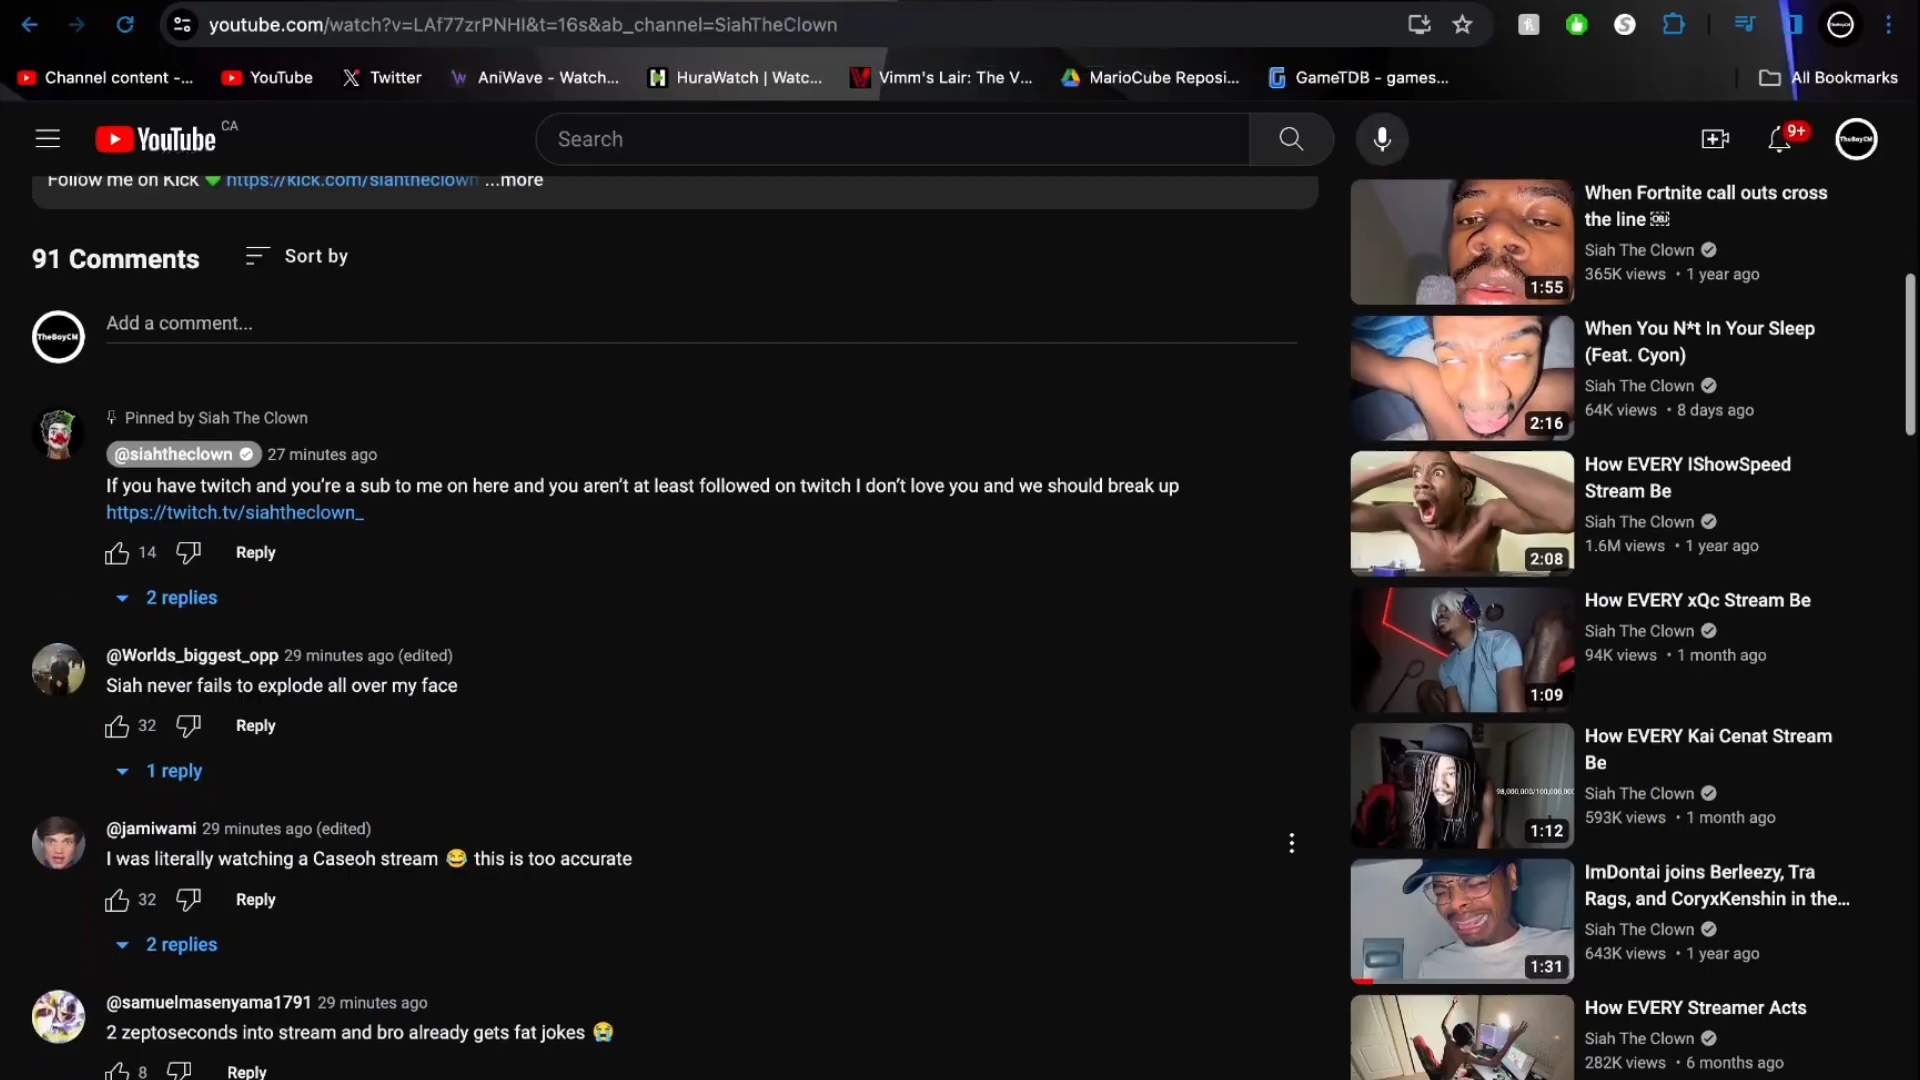 youtube.com/watch?v=LAf77zrPNHI&t=16s&ab_channel=SiahTheClown
Channel content -...
YouTube
Twitter
AniWave - Watch...
HuraWatch | Watc...
Vimm's Lair: The V...
MarioCube Reposi...
GameTDB - games...
All Bookmarks
YouTube CA
Search
9+
TheBoyCM
Follow me on Kick 💚 https://kick.com/siahtheclown ...more
91 Comments
Sort by
TheBoyCM
Add a comment...
Pinned by Siah The Clown
@siahtheclown 27 minutes ago
If you have twitch and you're a sub to me on here and you aren't at least followed on twitch I don't love you and we should break up
https://twitch.tv/siahtheclown_
14
Reply
2 replies
@Worlds_biggest_opp 29 minutes ago (edited)
Siah never fails to explode all over my face
32
Reply
1 reply
@jamiwami 29 minutes ago (edited)
I was literally watching a Caseoh stream 😂 this is too accurate
32
Reply
2 replies
@samuelmasenyama1791 29 minutes ago
2 zeptoseconds into stream and bro already gets fat jokes 😭
8
Reply
1:55
When Fortnite call outs cross
the line ￼
Siah The Clown
365K views • 1 year ago
2:16
When You N*t In Your Sleep
(Feat. Cyon)
Siah The Clown
64K views • 8 days ago
2:08
How EVERY IShowSpeed
Stream Be
Siah The Clown
1.6M views • 1 year ago
1:09
How EVERY xQc Stream Be
Siah The Clown
94K views • 1 month ago
98,000,000/100,000,000
1:12
How EVERY Kai Cenat Stream
Be
Siah The Clown
593K views • 1 month ago
1:31
ImDontai joins Berleezy, Tra
Rags, and CoryxKenshin in the...
Siah The Clown
643K views • 1 year ago
How EVERY Streamer Acts
Siah The Clown
282K views • 6 months ago